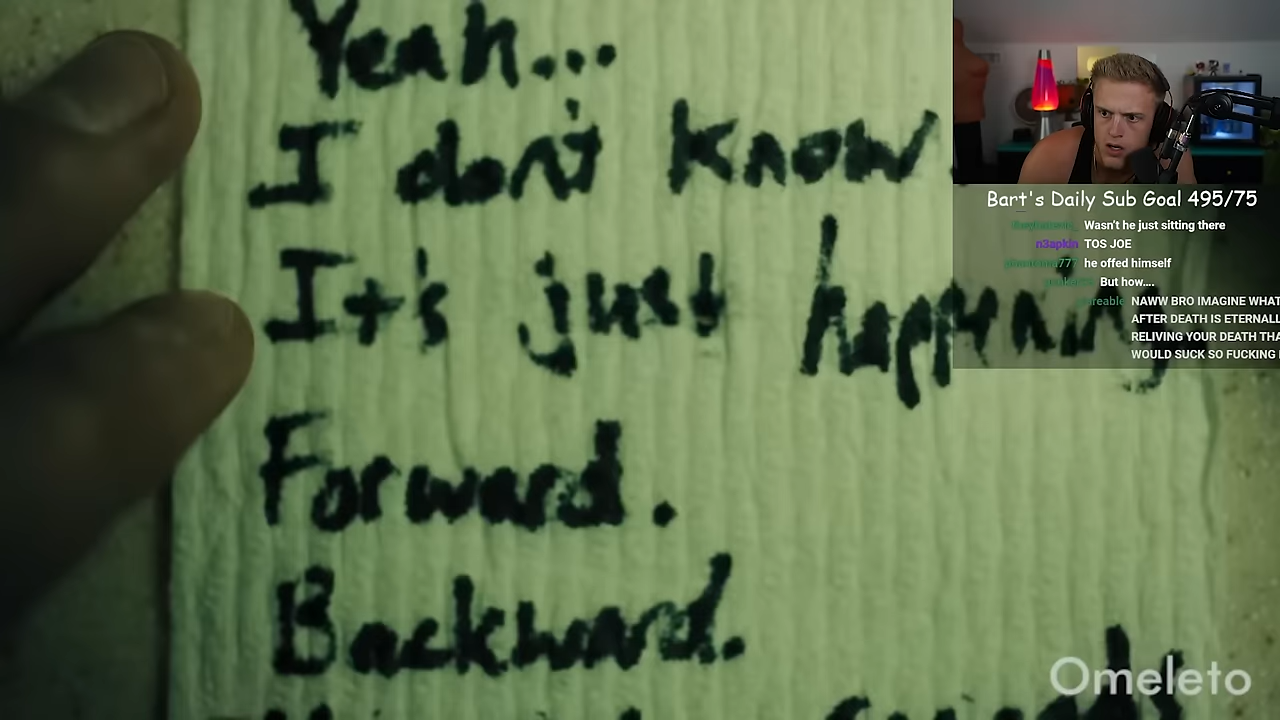 Yeah...
I don't know
It's just happening
Forward.
Backward.
Bart's Daily Sub Goal 495/75
Wasn't he just sitting there
n3apkin TOS JOE
he offed himself
But how....
NAWW BRO IMAGINE WHAT
AFTER DEATH IS ETERNALL
RELIVING YOUR DEATH THA
WOULD SUCK SO FUCKING
Omeleto